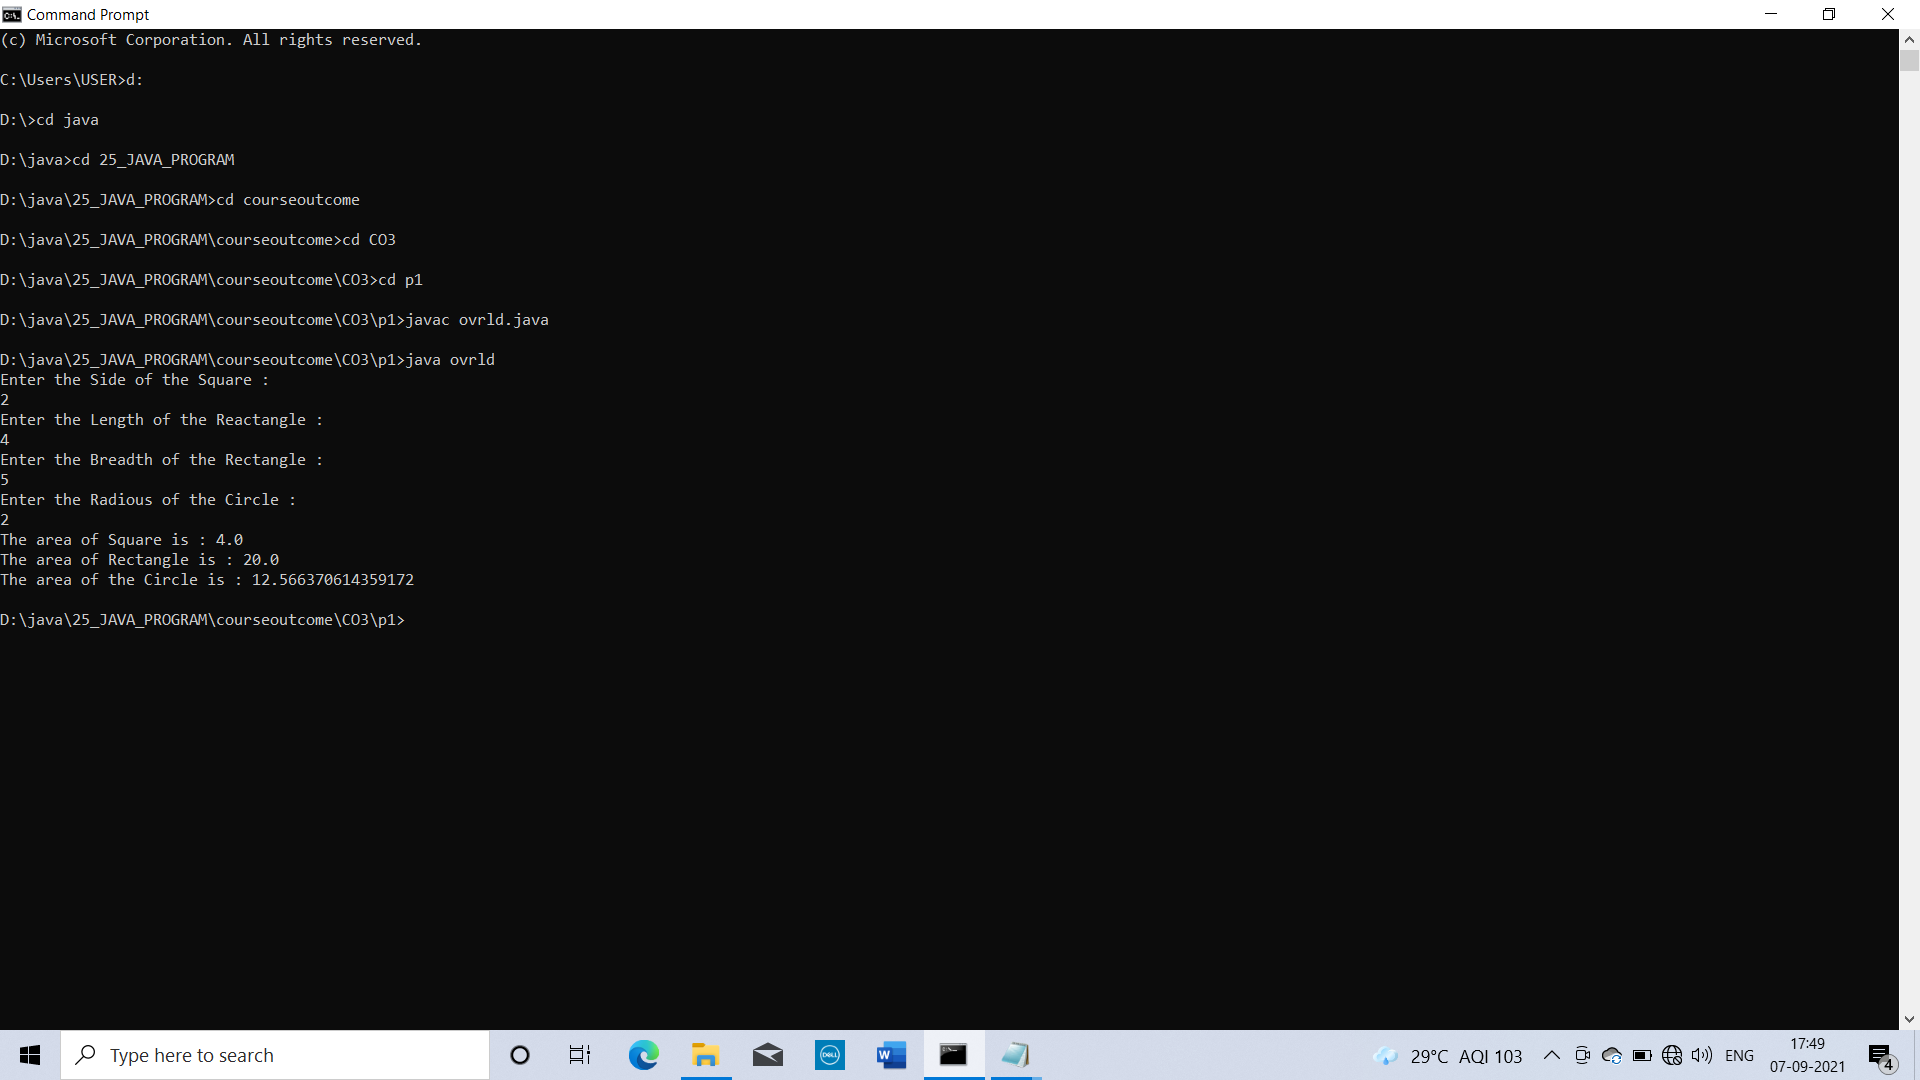 Command Prompt
(c) Microsoft Corporation. All rights reserved.
C:\Users\USER>d:
D:\>cd java
D:\java>cd 25_JAVA_PROGRAM
D:\java\25_JAVA_PROGRAM>cd courseoutcome
D:\java\25_JAVA_PROGRAM\courseoutcome>cd CO3
D:\java\25_JAVA_PROGRAM\courseoutcome\CO3>cd p1
D:\java\25_JAVA_PROGRAM\courseoutcome\CO3\p1>javac ovrld.java
D:\java\25_JAVA_PROGRAM\courseoutcome\CO3\p1>java ovrld
Enter the Side of the Square :
2
Enter the Length of the Reactangle :
4
Enter the Breadth of the Rectangle :
5
Enter the Radious of the Circle :
2
The area of Square is : 4.0
The area of Rectangle is : 20.0
The area of the Circle is : 12.566370614359172
D:\java\25_JAVA_PROGRAM\courseoutcome\CO3\p1>
Type here to search
DELL
W
29°C AQI 103
ENG
17:49
07-09-2021
4